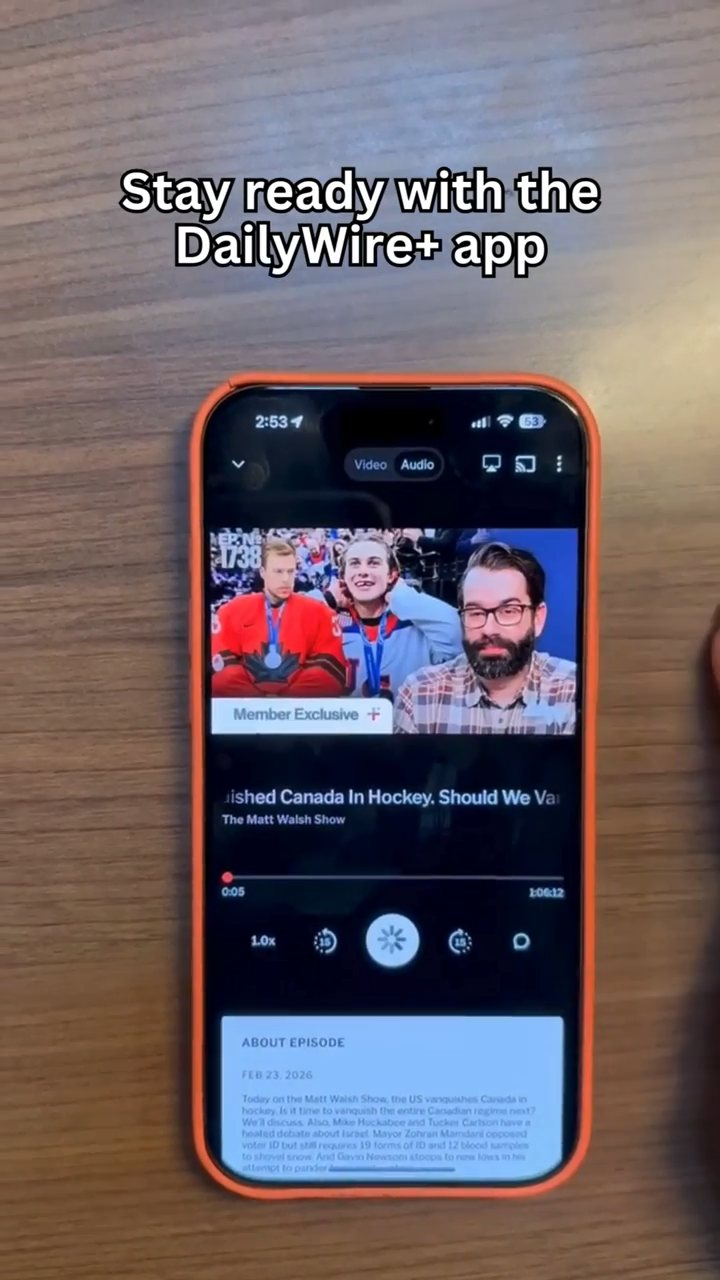 Stay ready with the
DailyWire+ app
2:53
53
Video Audio
EP. No.
1738
Member Exclusive
ished Canada In Hockey. Should We Va
The Matt Walsh Show
0:05
1:06:12
1.0x
15
15
ABOUT EPISODE
FEB 23, 2026
Today on the Matt Walsh Show, the US vanquishes Canada in
hockey. Is it time to vanquish the entire Canadian regime next?
We'll discuss. Also, Mike Huckabee and Tucker Carlson have a
heated debate about Israel. Mayor Zohran Mamdani opposed
voter ID but still requires 19 forms of ID and 12 blood samples
to shovel snow. And Gavin Newsom stoops to new lows in his
attempt to pander